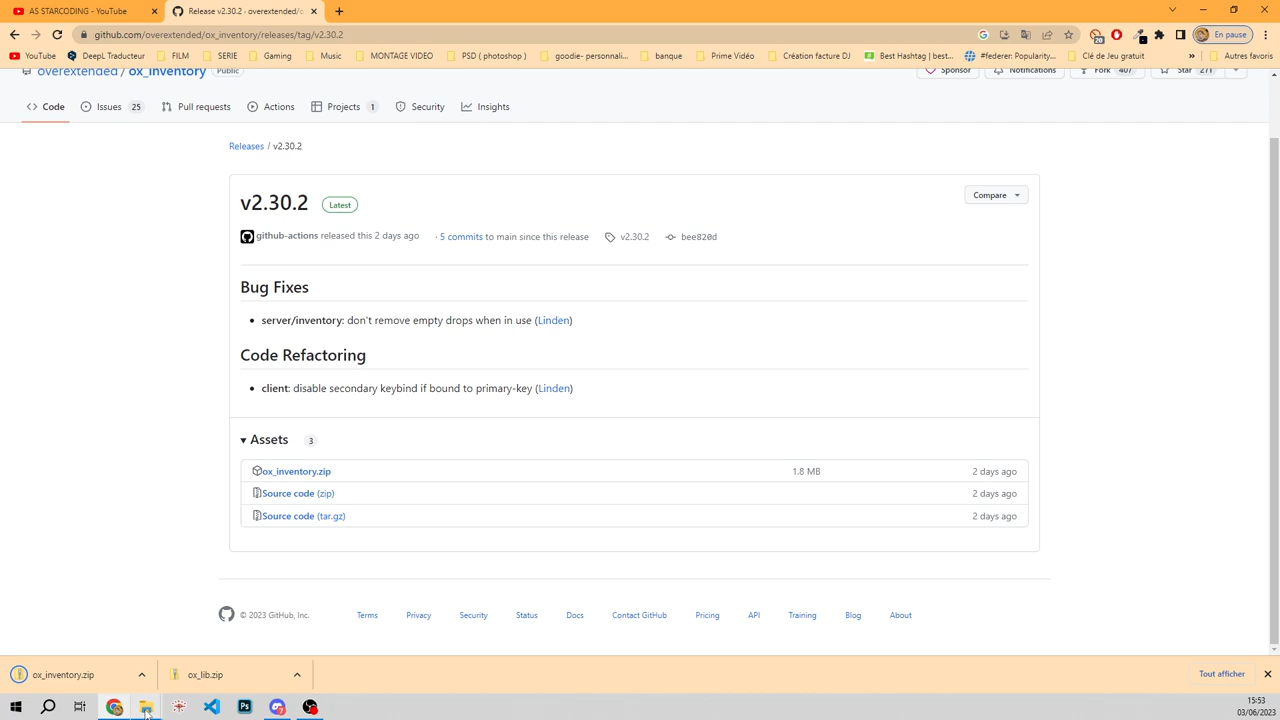 AS STARCODING - YouTube
Release v2.30.2 · overextended/o
github.com/overextended/ox_inventory/releases/tag/v2.30.2
En pause
YouTube DeepL Traducteur FILM SERIE Gaming Music MONTAGE VIDEO PSD ( photoshop ) goodie- personnali... banque Prime Vidéo Création facture DJ Best Hashtag | best... #federer: Popularity... Clé de Jeu gratuit » Autres favoris
overextended / ox_inventory Public
Sponsor Notifications Fork 407 Star 271
Code Issues 25 Pull requests Actions Projects 1 Security Insights
Releases / v2.30.2
v2.30.2 Latest
Compare
github-actions released this 2 days ago · 5 commits to main since this release v2.30.2 bee820d
Bug Fixes
• server/inventory: don't remove empty drops when in use (Linden)
Code Refactoring
• client: disable secondary keybind if bound to primary-key (Linden)
Assets 3
ox_inventory.zip 1.8 MB 2 days ago
Source code (zip) 2 days ago
Source code (tar.gz) 2 days ago
© 2023 GitHub, Inc. Terms Privacy Security Status Docs Contact GitHub Pricing API Training Blog About
ox_inventory.zip ox_lib.zip Tout afficher
15:53
03/06/2023